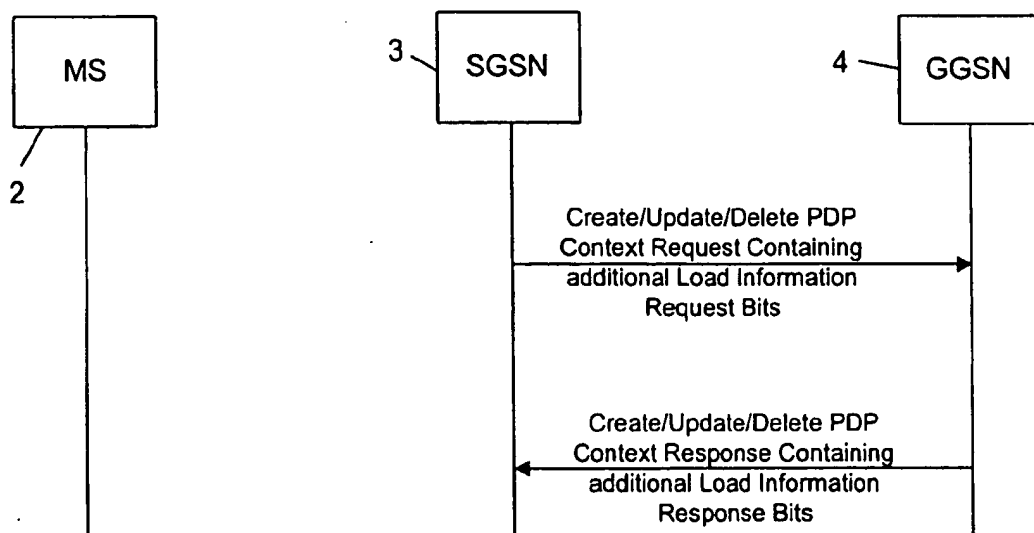 MS
2
3
SGSN
4
GGSN
Create/Update/Delete PDP
Context Request Containing
additional Load Information
Request Bits
Create/Update/Delete PDP
Context Response Containing
additional Load Information
Response Bits